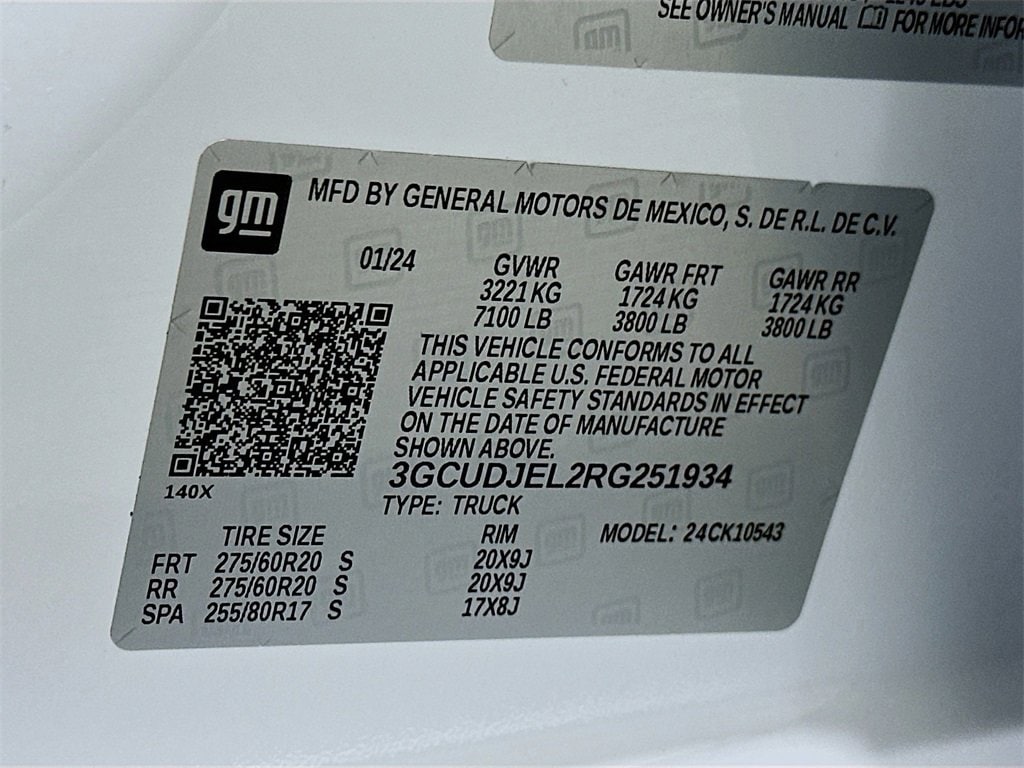 SEE OWNER'S MANUAL FOR MORE
gm MFD BY GENERAL MOTORS DE MEXICO, S. DE R.L. DE C.V.
01/24 GVWR GAWR FRT GAWR RR
3221 KG 1724 KG 1724 KG
7100 LB 3800 LB 3800 LB
THIS VEHICLE CONFORMS TO ALL
APPLICABLE U.S. FEDERAL MOTOR
VEHICLE SAFETY STANDARDS IN EFFECT
ON THE DATE OF MANUFACTURE
SHOWN ABOVE.
3GCUDJEL2RG251934
140X
TYPE: TRUCK
TIRE SIZE RIM MODEL: 24CK10543
FRT 275/60R20 S 20X9J
RR 275/60R20 S 20X9J
SPA 255/80R17 S 17X8J